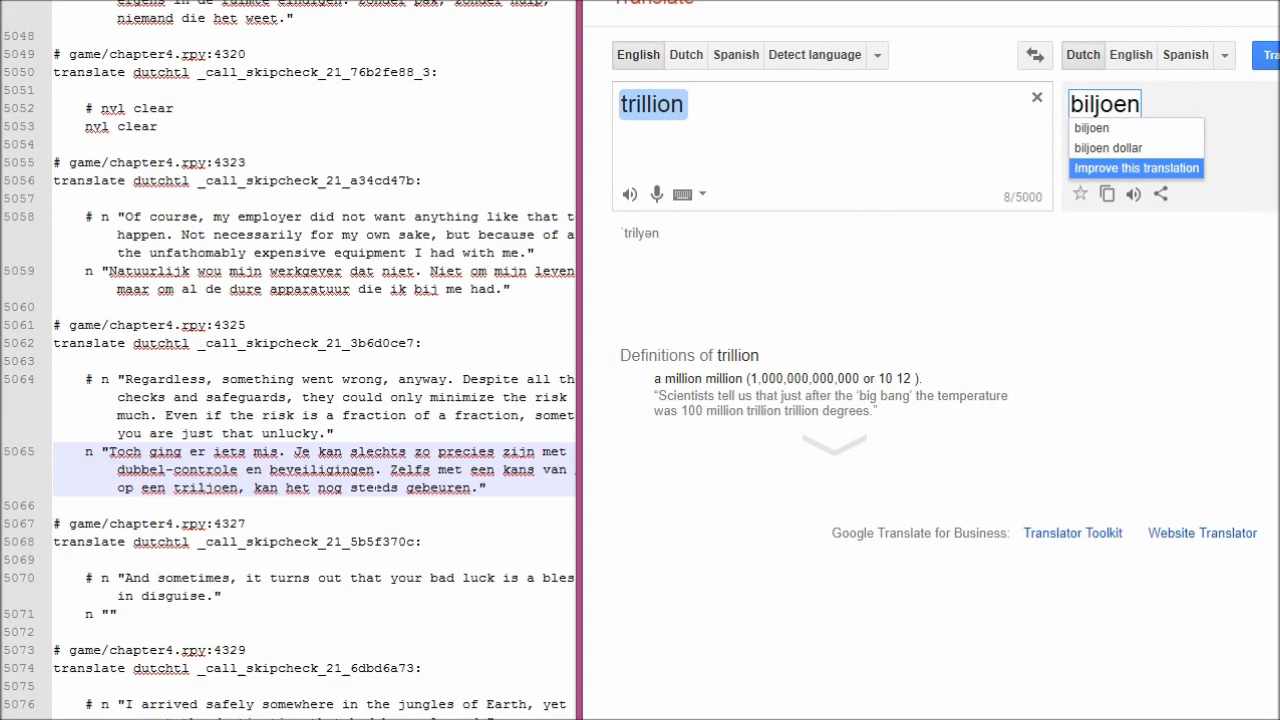 eigens in de ruimte eindigen. Zonder pak, zonder hulp,
niemand die het weet."
5048
5049 # game/chapter4.rpy:4320
5050 translate dutchtl _call_skipcheck_21_76b2fe88_3:
5051
5052 # nvl clear
5053 nvl clear
5054
5055 # game/chapter4.rpy:4323
5056 translate dutchtl _call_skipcheck_21_a34cd47b:
5057
5058 # n "Of course, my employer did not want anything like that t
happen. Not necessarily for my own sake, but because of a
the unfathomably expensive equipment I had with me."
5059 n "Natuurlijk wou mijn werkgever dat niet. Niet om mijn leven
maar om al de dure apparatuur die ik bij me had."
5060
5061 # game/chapter4.rpy:4325
5062 translate dutchtl _call_skipcheck_21_3b6d0ce7:
5063
5064 # n "Regardless, something went wrong, anyway. Despite all th
checks and safeguards, they could only minimize the risk
much. Even if the risk is a fraction of a fraction, somet
you are just that unlucky."
5065 n "Toch ging er iets mis. Je kan slechts zo precies zijn met
dubbel-controle en beveiligingen. Zelfs met een kans van
op een triljoen, kan het nog steeds gebeuren."
5066
5067 # game/chapter4.rpy:4327
5068 translate dutchtl _call_skipcheck_21_5b5f370c:
5069
5070 # n "And sometimes, it turns out that your bad luck is a bles
in disguise."
5071 n ""
5072
5073 # game/chapter4.rpy:4329
5074 translate dutchtl _call_skipcheck_21_6dbd6a73:
5075
5076 # n "I arrived safely somewhere in the jungles of Earth, yet
Translate
English Dutch Spanish Detect language
Dutch English Spanish Tra
trillion
biljoen
biljoen
biljoen dollar
Improve this translation
8/5000
ˈtrilyən
Definitions of trillion
a million million (1,000,000,000,000 or 10 12 ).
“Scientists tell us that just after the ‘big bang’ the temperature
was 100 million trillion trillion degrees.”
Google Translate for Business: Translator Toolkit Website Translator